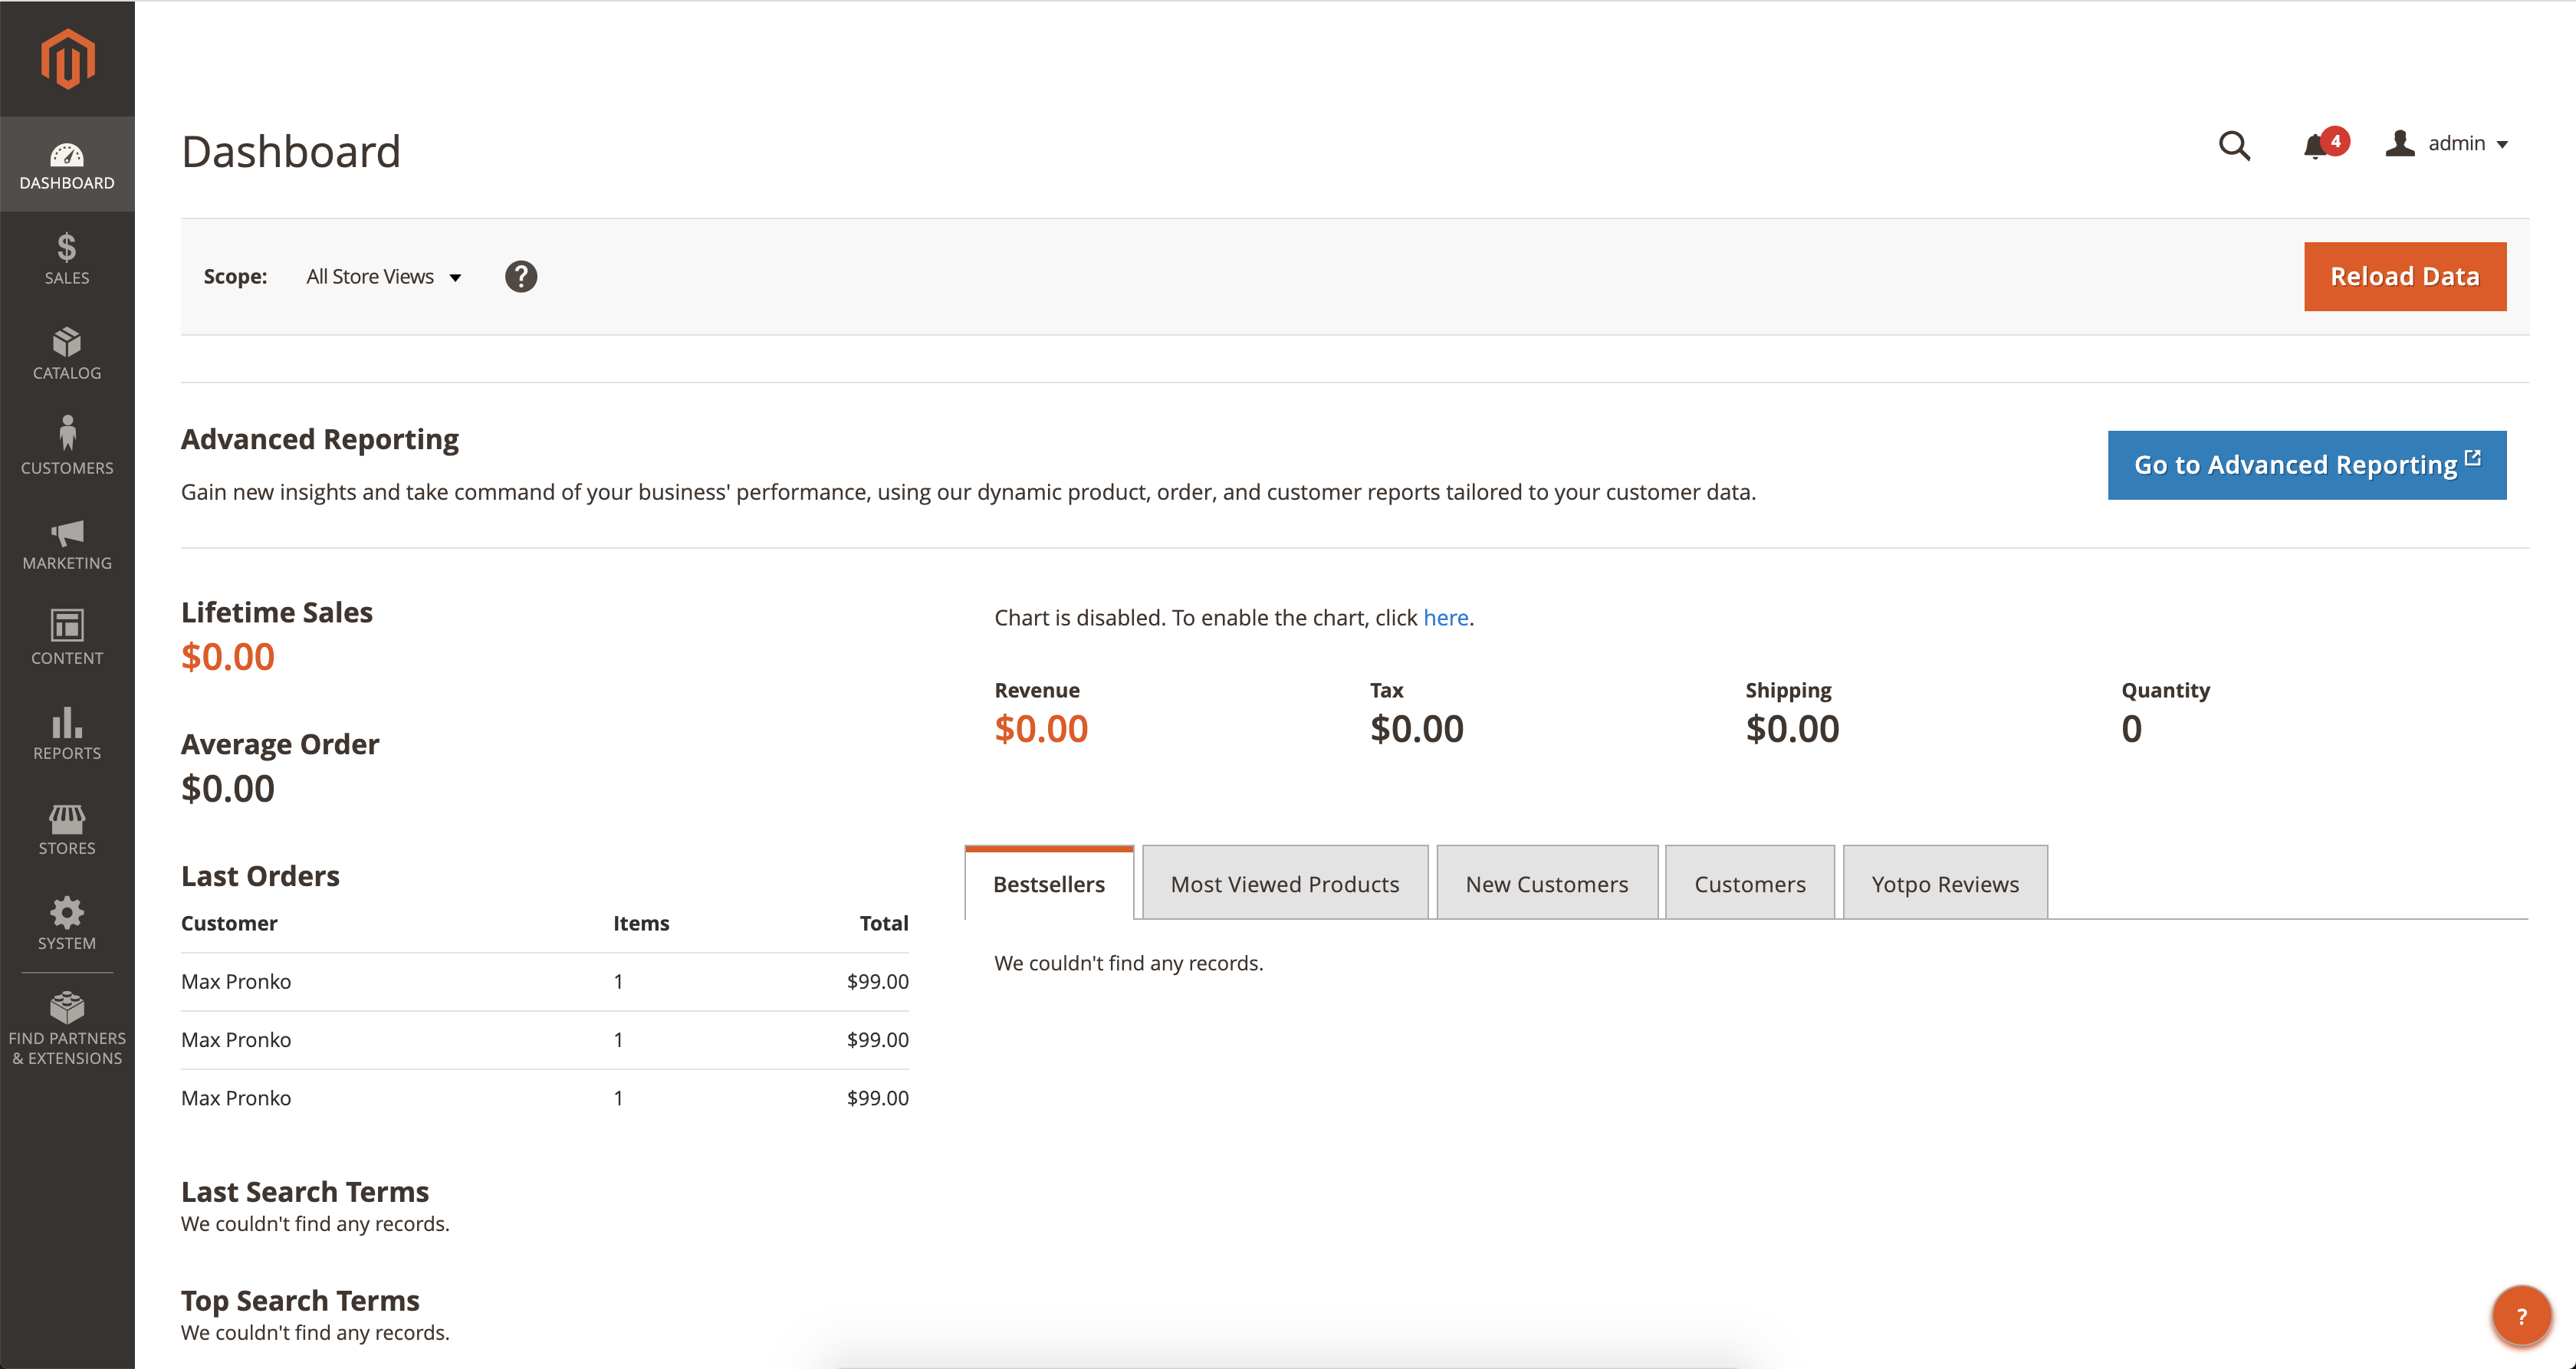 Dashboard
4
admin
DASHBOARD
SALES
CATALOG
CUSTOMERS
MARKETING
CONTENT
REPORTS
STORES
SYSTEM
FIND PARTNERS
& EXTENSIONS
Scope: All Store Views ?
Reload Data
Advanced Reporting
Gain new insights and take command of your business' performance, using our dynamic product, order, and customer reports tailored to your customer data.
Go to Advanced Reporting
Lifetime Sales
$0.00
Average Order
$0.00
Last Orders
Customer Items Total
Max Pronko 1 $99.00
Max Pronko 1 $99.00
Max Pronko 1 $99.00
Last Search Terms
We couldn't find any records.
Top Search Terms
We couldn't find any records.
Chart is disabled. To enable the chart, click here.
Revenue Tax Shipping Quantity
$0.00 $0.00 $0.00 0
Bestsellers Most Viewed Products New Customers Customers Yotpo Reviews
We couldn't find any records.
?